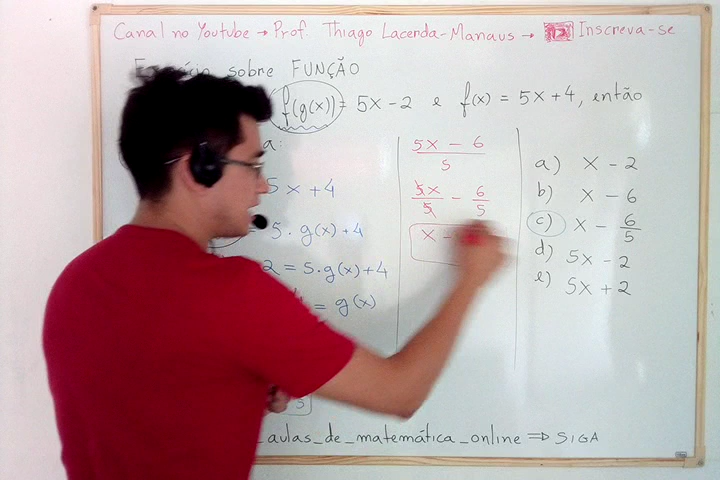 Canal no Youtube → Prof. Thiago Lacerda-Manaus → Inscreva-se
sobre FUNÇÃO
f(g(x)) = 5x - 2 e f(x) = 5x + 4, então
a:
5x + 4
= 5 . g(x) + 4
2 = 5.g(x) + 4
= g(x)
5
5x - 6
5
5x/5 - 6/5
x -
a) x - 2
b) x - 6
c) x - 6/5
d) 5x - 2
e) 5x + 2
_aulas_de_matemática_online ⇒ SIGA